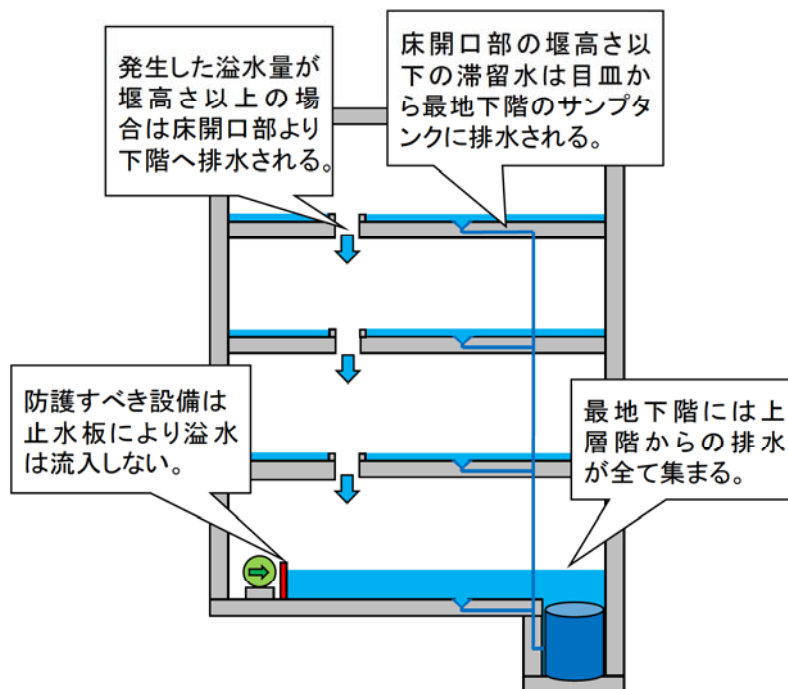 発生した溢水量が
堰高さ以上の場
合は床開口部より
下階へ排水される。
床開口部の堰高さ以
下の滞留水は目皿か
ら最地下階のサンプタ
ンクに排水される。
防護すべき設備は
止水板により溢水
は流入しない。
最地下階には上
層階からの排水
が全て集まる。